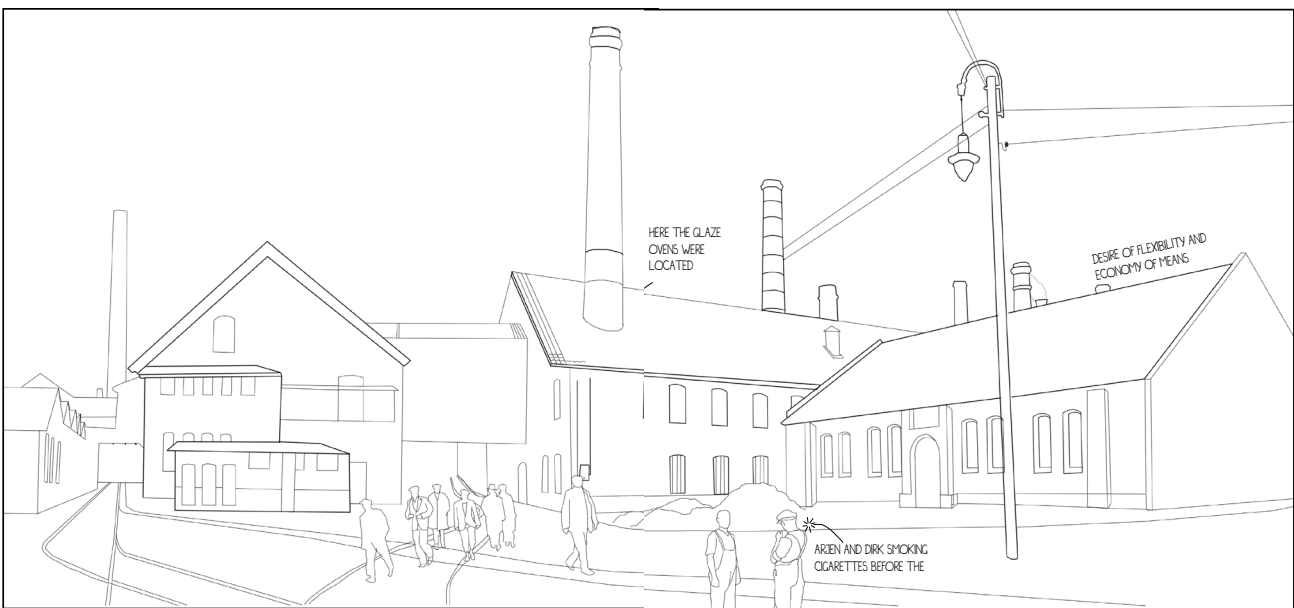 HERE THE GLAZE
OVENS WERE
LOCATED
DESIRE OF FLEXIBILITY AND
ECONOMY OF MEANS
ARJEN AND DIRK SMOKING
CIGARETTES BEFORE THE